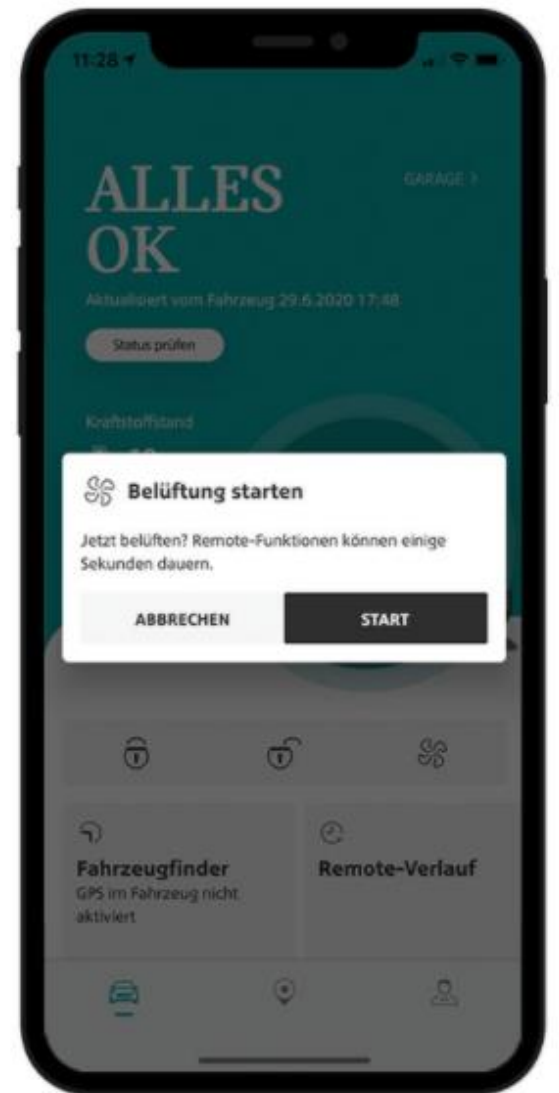 11:28
ALLES
OK
GARAGE >
Aktualisiert vom Fahrzeug 29.6.2020 17:48
Status prüfen
Kraftstoffstand
Belüftung starten
Jetzt belüften? Remote-Funktionen können einige
Sekunden dauern.
ABBRECHEN
START
Fahrzeugfinder
GPS im Fahrzeug nicht
aktiviert
Remote-Verlauf